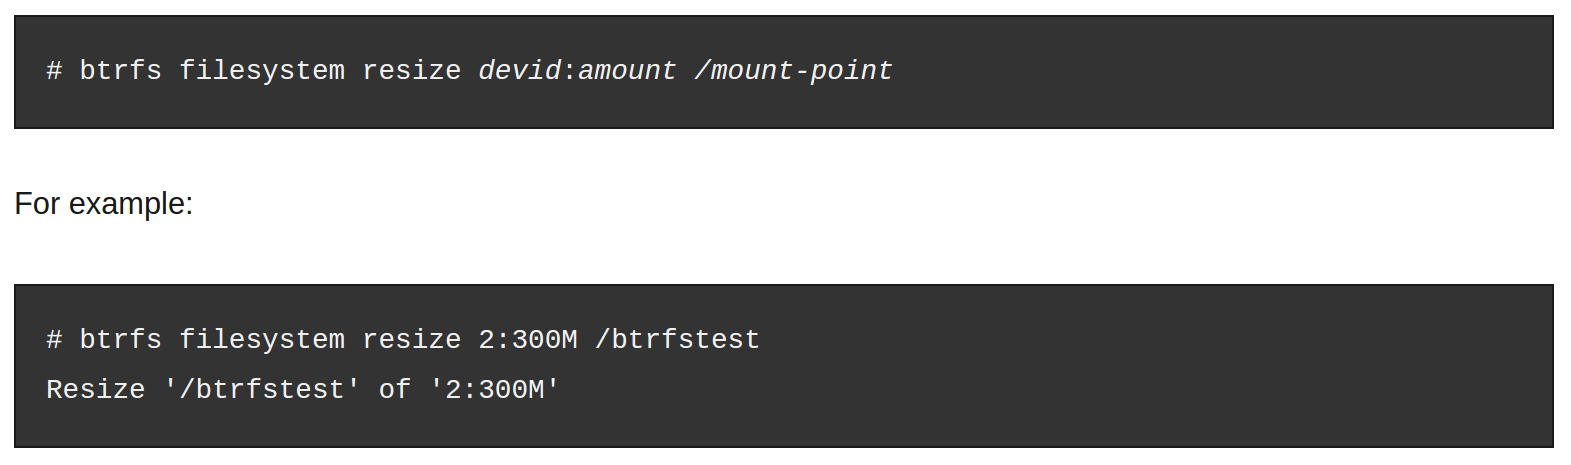 # btrfs filesystem resize devid:amount /mount-point
For example:
# btrfs filesystem resize 2:300M /btrfstest
Resize '/btrfstest' of '2:300M'